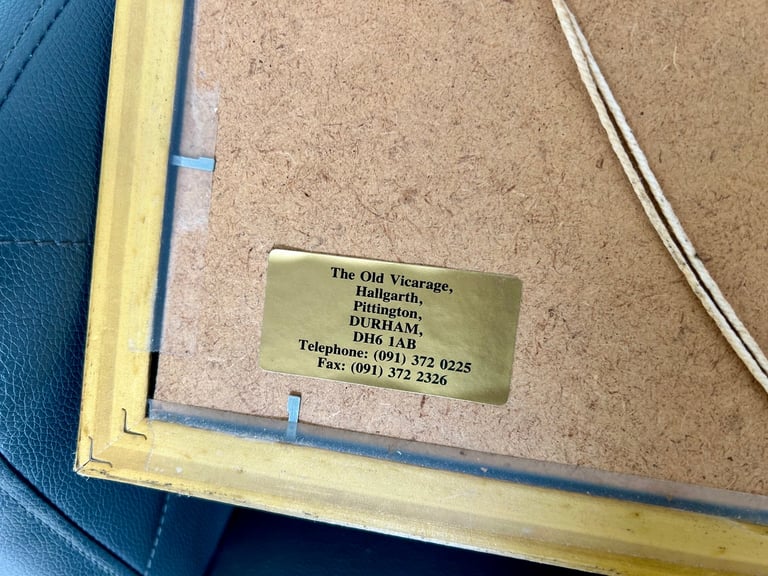 The Old Vicarage,
Hallgarth,
Pittington,
DURHAM,
DH6 1AB
Telephone: (091) 372 0225
Fax: (091) 372 2326